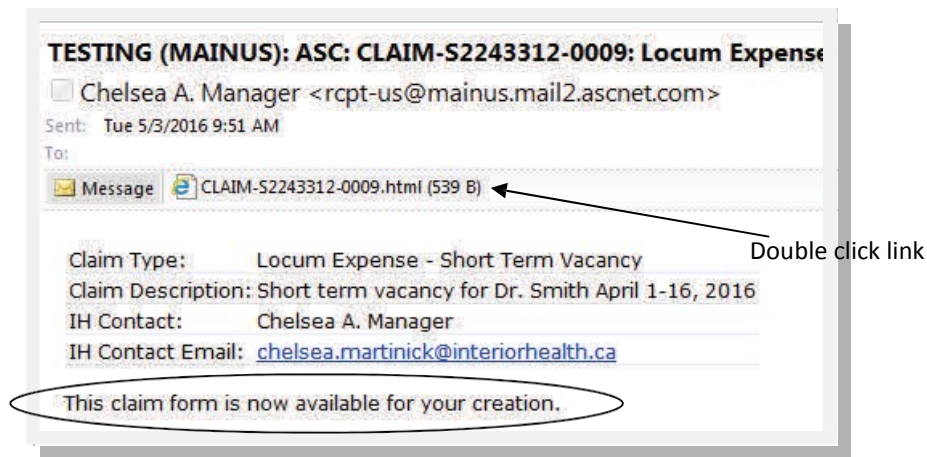 TESTING (MAINUS): ASC: CLAIM-S2243312-0009: Locum Expense
Chelsea A. Manager <rcpt-us@mainus.mail2.ascnet.com>
Sent: Tue 5/3/2016 9:51 AM
To:
Message CLAIM-S2243312-0009.html (539 B)
Double click link
Claim Type: Locum Expense - Short Term Vacancy
Claim Description: Short term vacancy for Dr. Smith April 1-16, 2016
IH Contact: Chelsea A. Manager
IH Contact Email: chelsea.martinick@interiorhealth.ca
This claim form is now available for your creation.